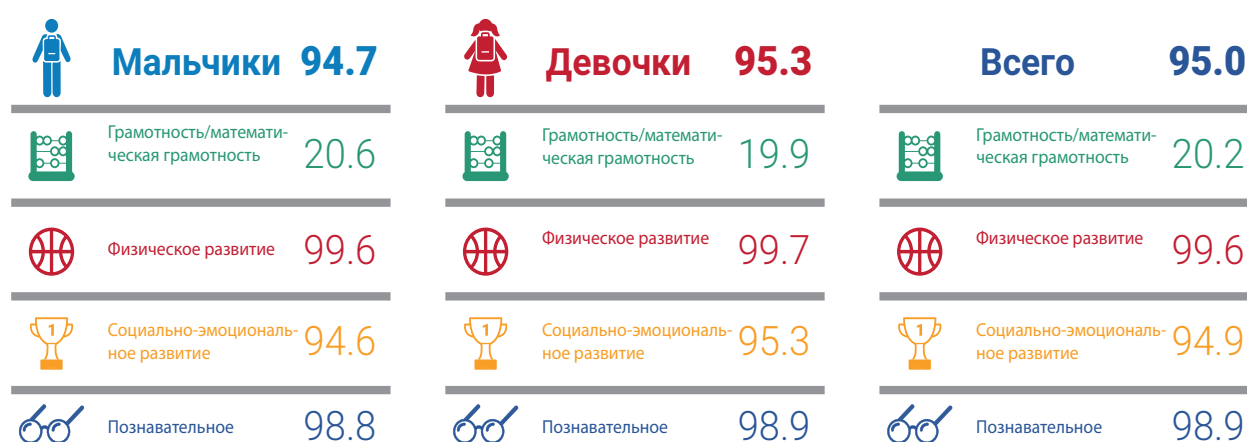 Мальчики 94.7
Грамотность/математи-
ческая грамотность 20.6
Физическое развитие 99.6
1
Социально-эмоциональ-
ное развитие 94.6
Познавательное 98.8
Девочки 95.3
Грамотность/математи-
ческая грамотность 19.9
Физическое развитие 99.7
1
Социально-эмоциональ-
ное развитие 95.3
Познавательное 98.9
Всего 95.0
Грамотность/математи-
ческая грамотность 20.2
Физическое развитие 99.6
1
Социально-эмоциональ-
ное развитие 94.9
Познавательное 98.9